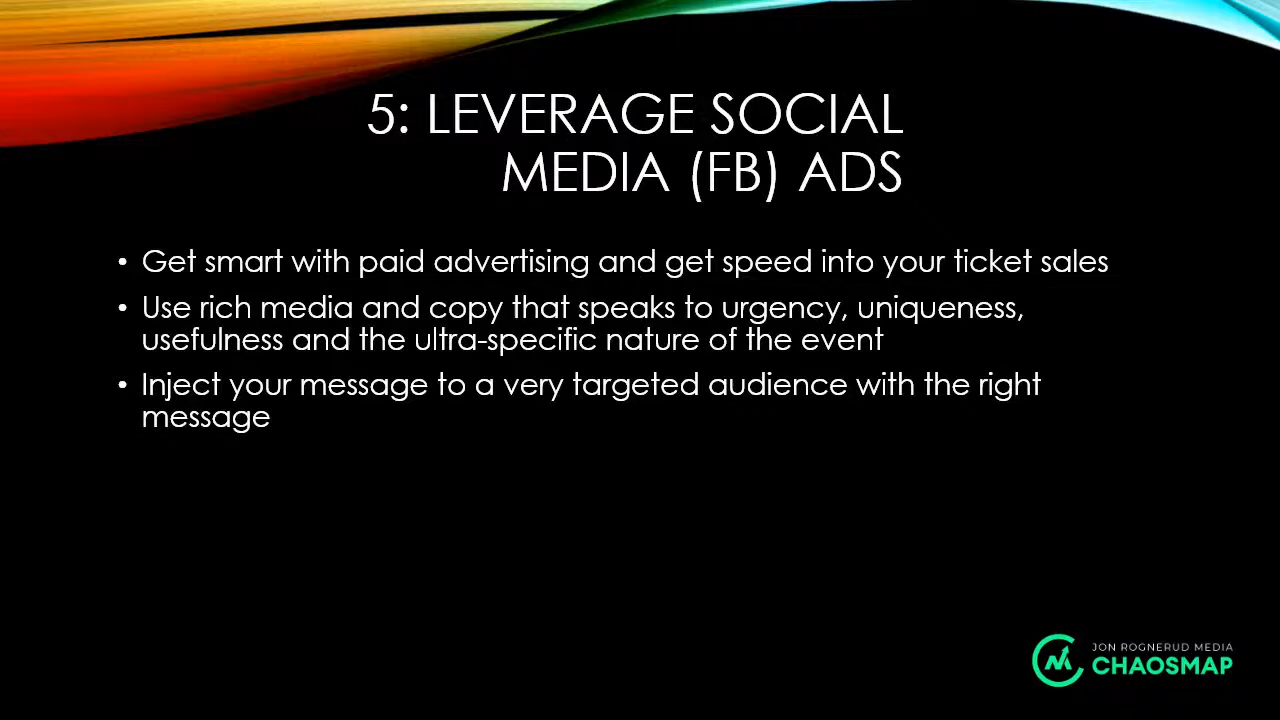 5: LEVERAGE SOCIAL
MEDIA (FB) ADS
• Get smart with paid advertising and get speed into your ticket sales
• Use rich media and copy that speaks to urgency, uniqueness,
usefulness and the ultra-specific nature of the event
• Inject your message to a very targeted audience with the right
message
JON ROGNERUD MEDIA
CHAOSMAP